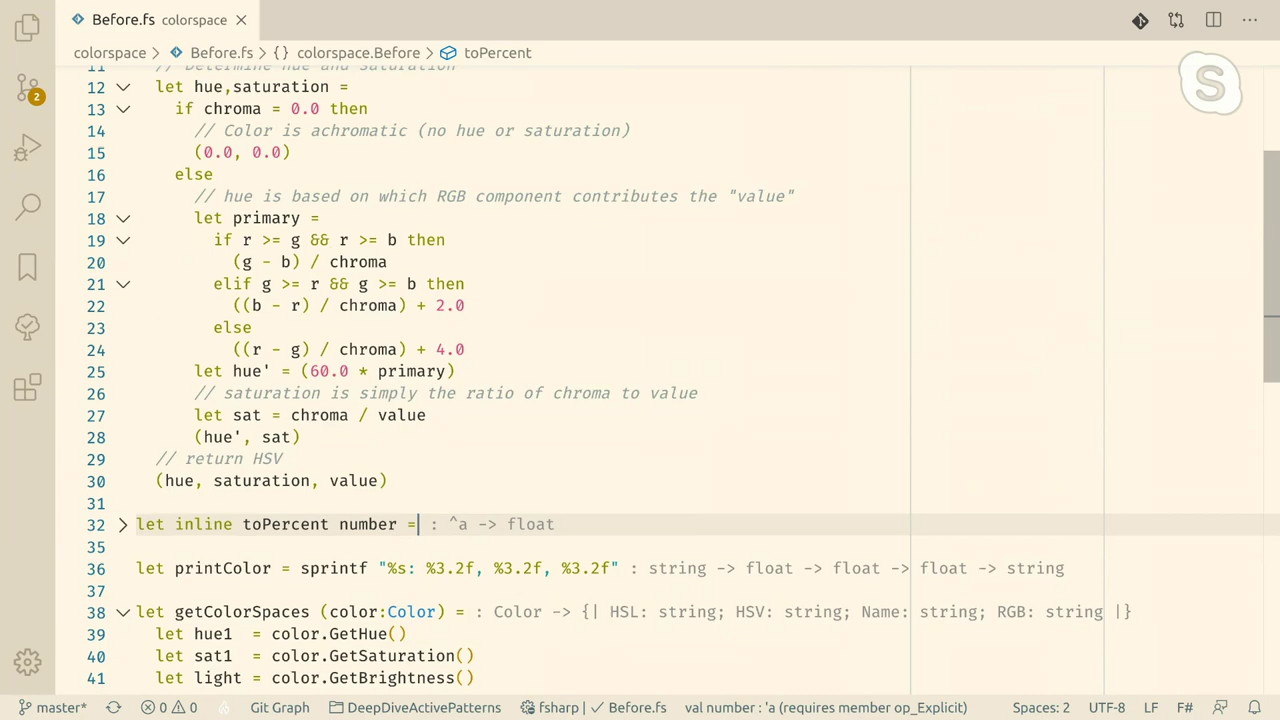 Before.fs colorspace
colorspace > Before.fs > {} colorspace.Before > toPercent
11 // Determine hue and saturation
12 let hue,saturation =
13 if chroma = 0.0 then
14 // Color is achromatic (no hue or saturation)
15 (0.0, 0.0)
16 else
17 // hue is based on which RGB component contributes the "value"
18 let primary =
19 if r >= g && r >= b then
20 (g - b) / chroma
21 elif g >= r && g >= b then
22 ((b - r) / chroma) + 2.0
23 else
24 ((r - g) / chroma) + 4.0
25 let hue' = (60.0 * primary)
26 // saturation is simply the ratio of chroma to value
27 let sat = chroma / value
28 (hue', sat)
29 // return HSV
30 (hue, saturation, value)
31
32 let inline toPercent number = : ^a -> float
35
36 let printColor = sprintf "%s: %3.2f, %3.2f, %3.2f" : string -> float -> float -> float -> string
37
38 let getColorSpaces (color:Color) = : Color -> {| HSL: string; HSV: string; Name: string; RGB: string |}
39 let hue1 = color.GetHue()
40 let sat1 = color.GetSaturation()
41 let light = color.GetBrightness()
2
S
master* 0 0 Git Graph DeepDiveActivePatterns fsharp | Before.fs val number : 'a (requires member op_Explicit) Spaces: 2 UTF-8 LF F#